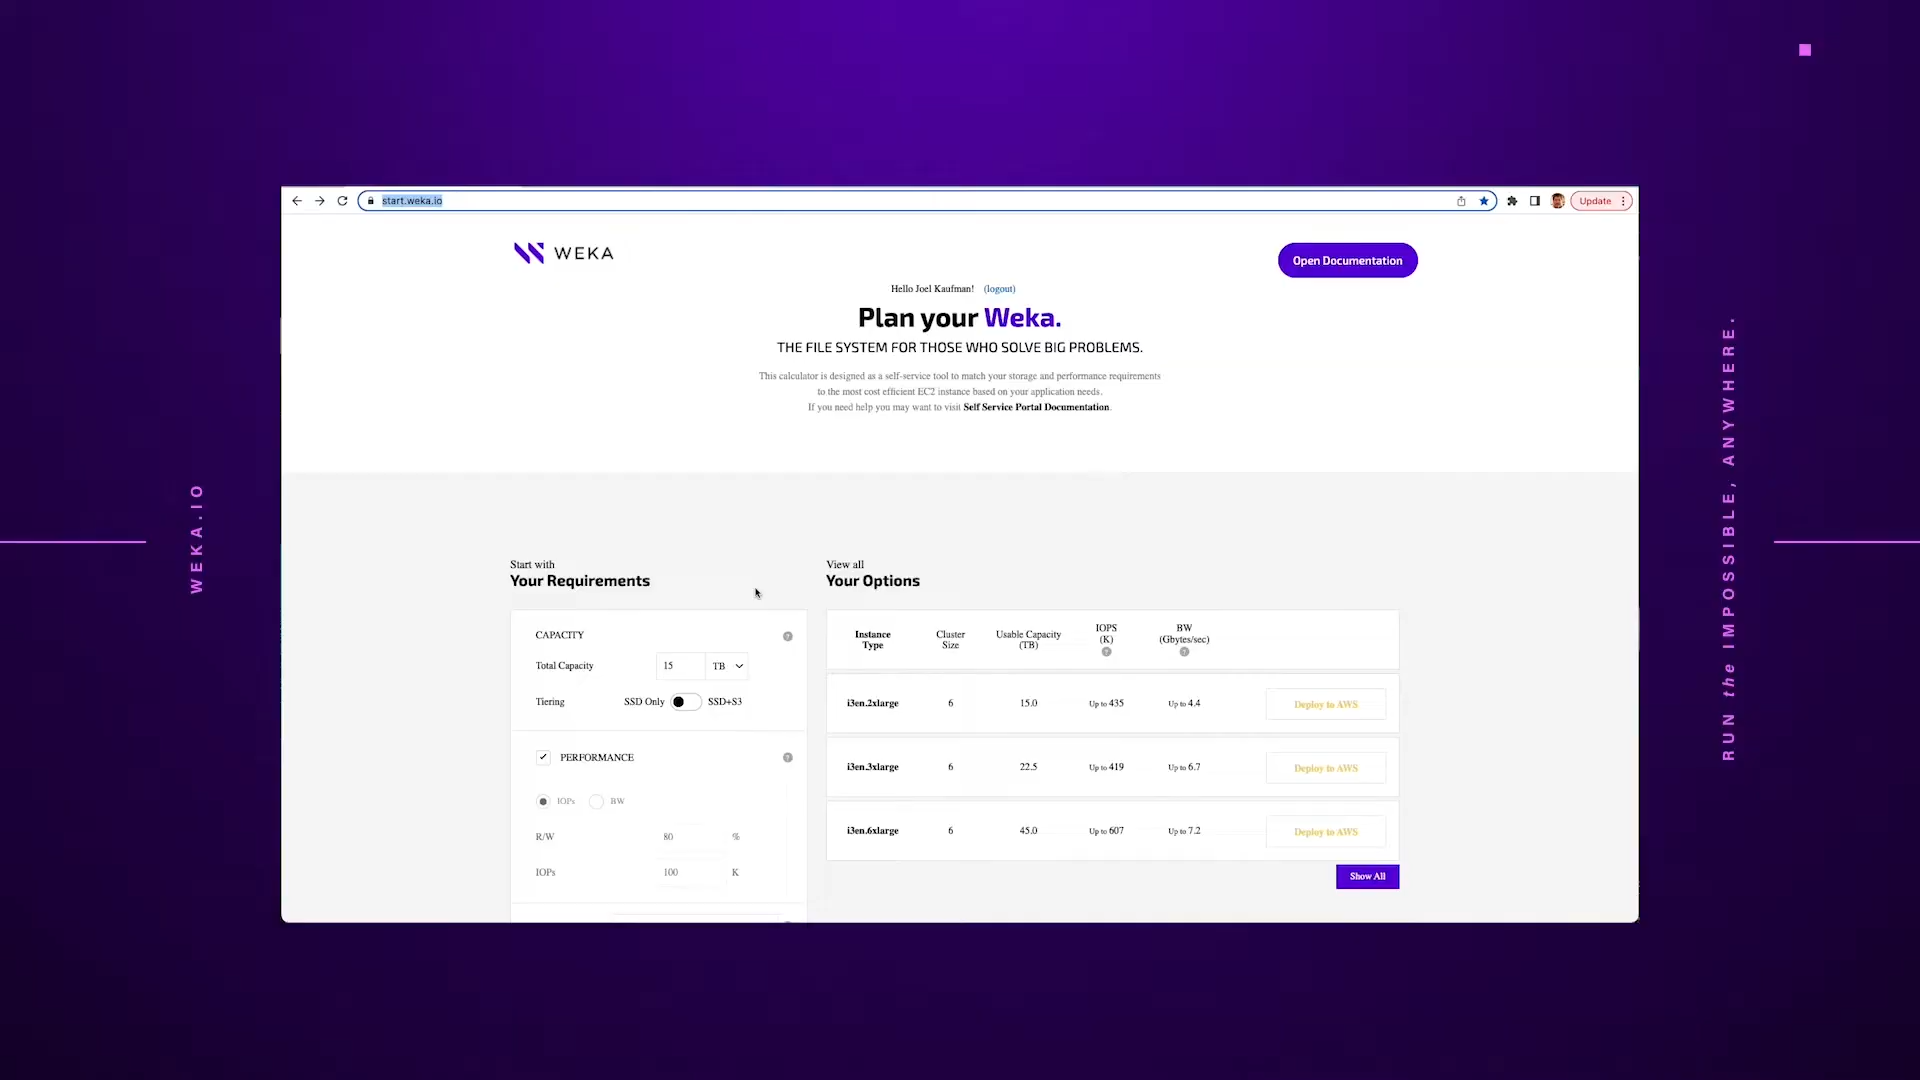 start.weka.io
Update
WEKA
Open Documentation
Hello Joel Kaufman! (logout)
Plan your Weka.
THE FILE SYSTEM FOR THOSE WHO SOLVE BIG PROBLEMS.
This calculator is designed as a self-service tool to match your storage and performance requirements
to the most cost efficient EC2 instance based on your application needs.
If you need help you may want to visit Self Service Portal Documentation.
WEKA.IO
RUN the IMPOSSIBLE, ANYWHERE.
Start with
Your Requirements
CAPACITY ?
Total Capacity 15 TB
Tiering SSD Only SSD+S3
PERFORMANCE ?
IOPs BW
R/W 80 %
IOPs 100 K
View all
Your Options
Instance Type Cluster Size Usable Capacity (TB) IOPS (K) ? BW (Gbytes/sec) ?
i3en.2xlarge 6 15.0 Up to 435 Up to 4.4 Deploy to AWS
i3en.3xlarge 6 22.5 Up to 419 Up to 6.7 Deploy to AWS
i3en.6xlarge 6 45.0 Up to 607 Up to 7.2 Deploy to AWS
Show All